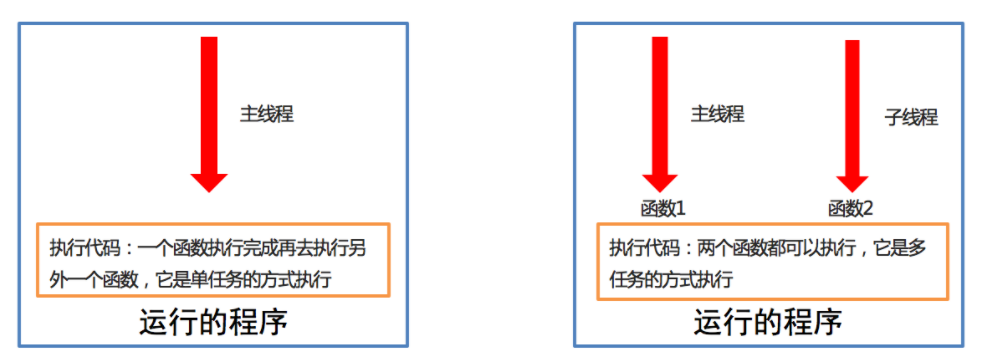 主线程
执行代码：一个函数执行完成再去执行另
外一个函数，它是单任务的方式执行
运行的程序
主线程
子线程
函数1
函数2
执行代码：两个函数都可以执行，它是多
任务的方式执行
运行的程序